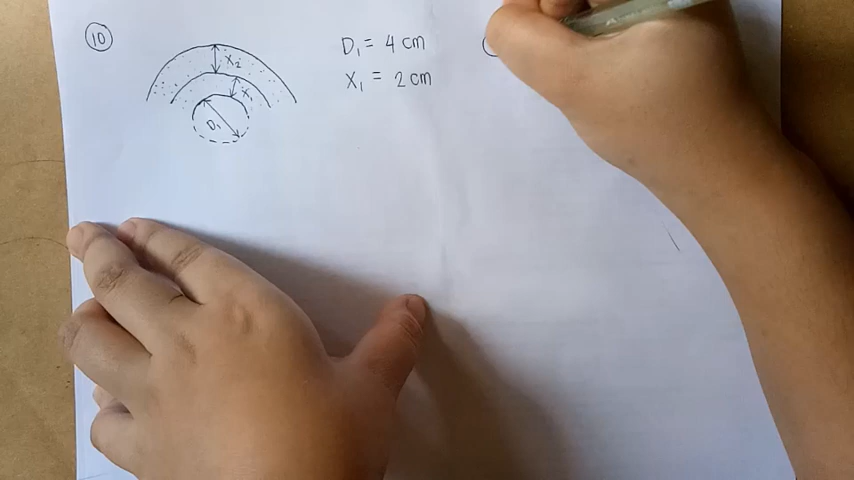 10
X₂
D₁ = 4 cm
X₁ = 2 cm
X₁
D₁